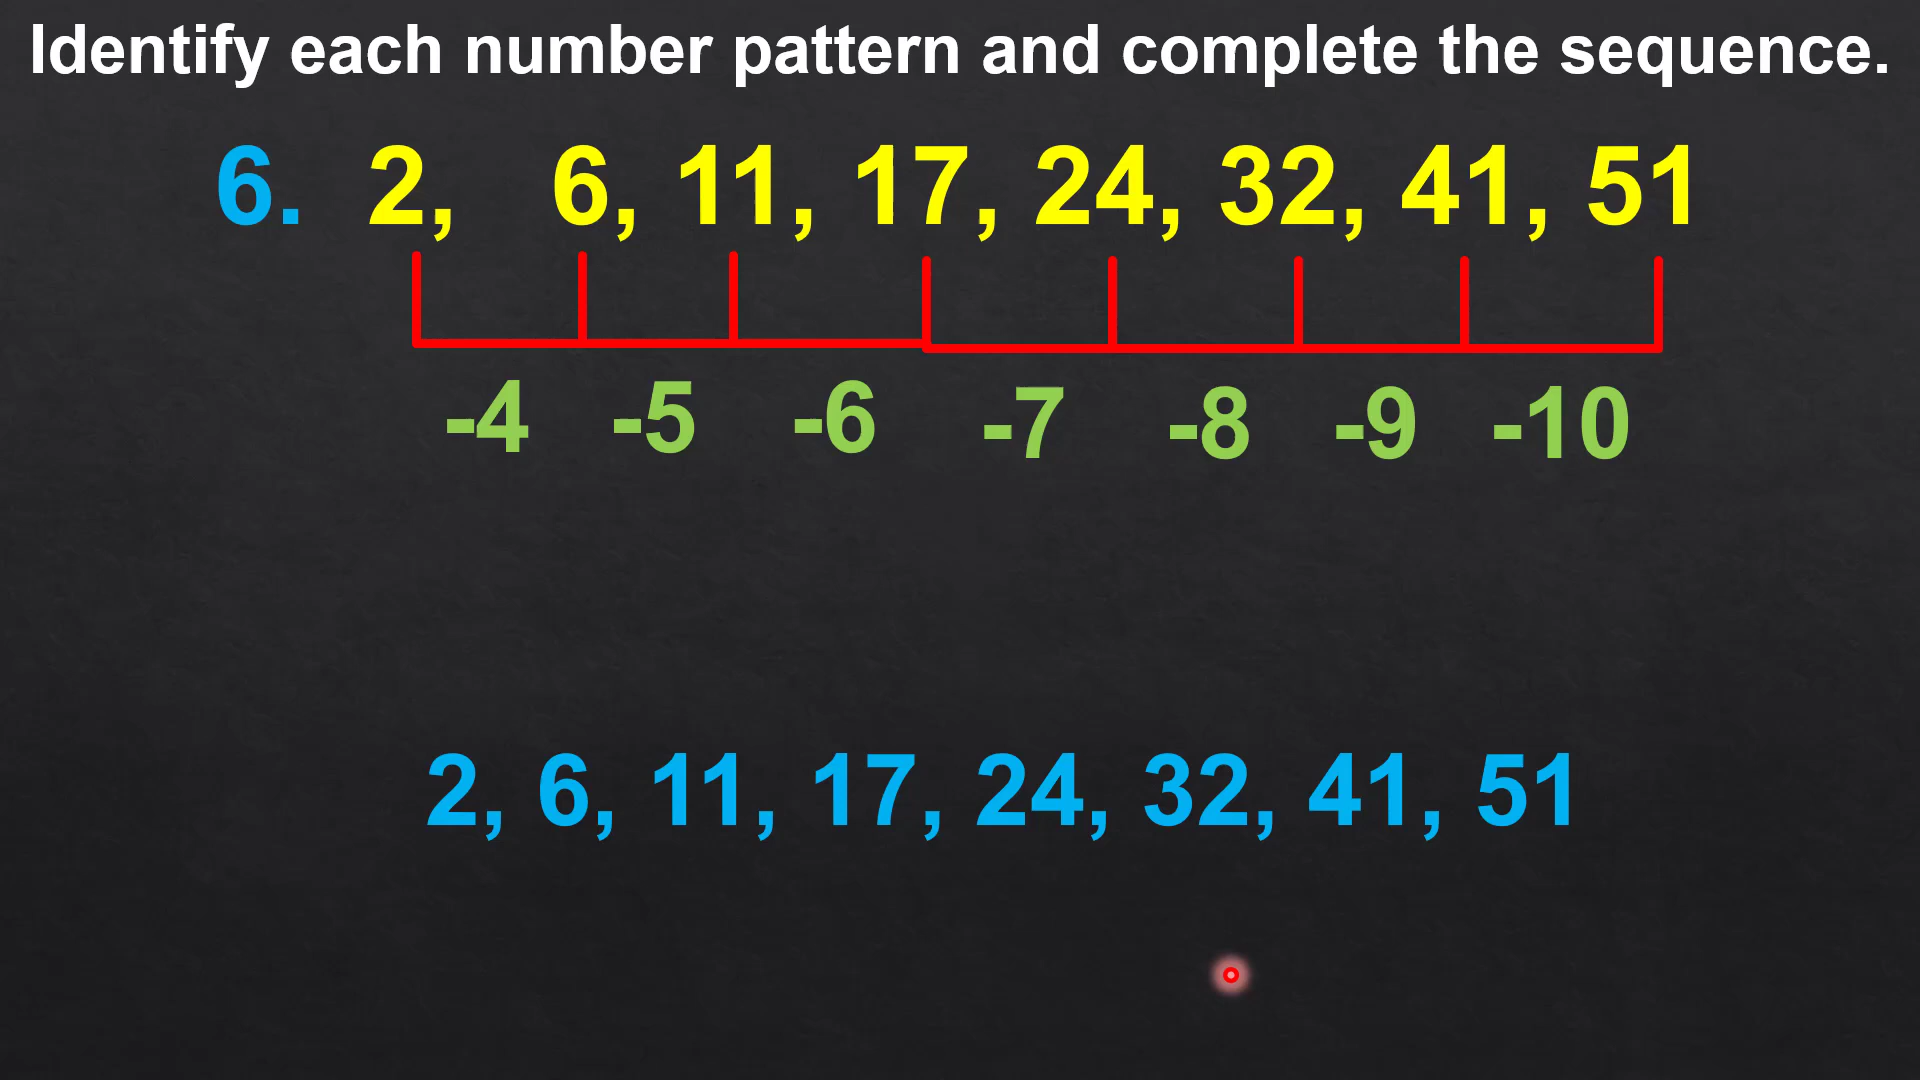 Identify each number pattern and complete the sequence.
6. 2, 6, 11, 17, 24, 32, 41, 51
-4 -5 -6 -7 -8 -9 -10
2, 6, 11, 17, 24, 32, 41, 51